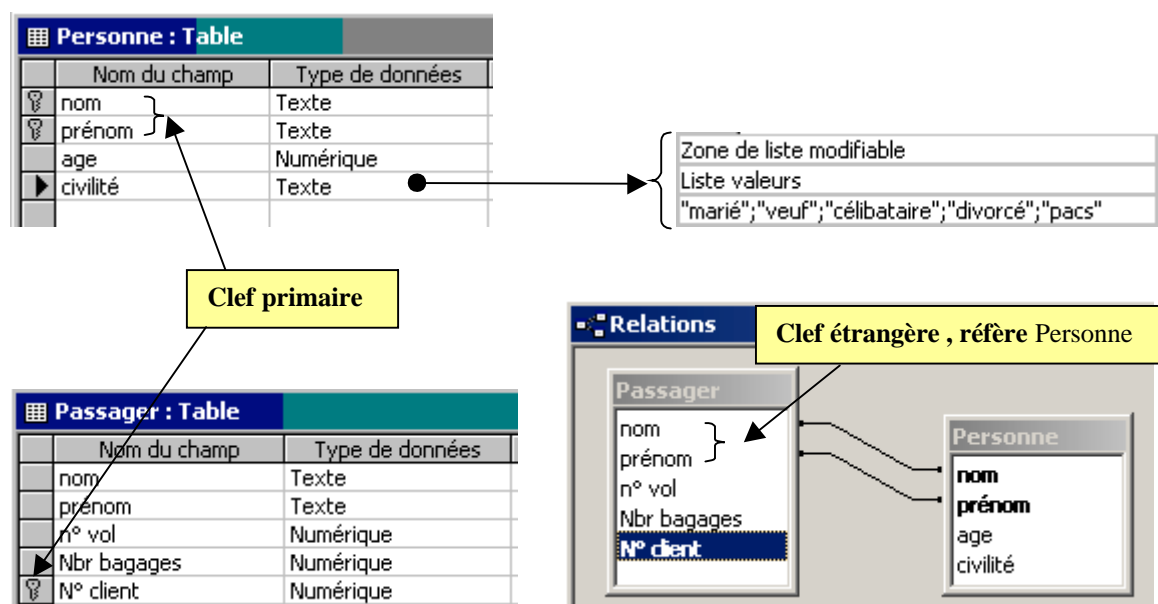 Personne : Table
Nom du champ Type de données
nom Texte
prénom Texte
age Numérique
civilité Texte
Zone de liste modifiable
Liste valeurs
"marié";"veuf";"célibataire";"divorcé";"pacs"
Clef primaire
Passager : Table
Nom du champ Type de données
nom Texte
prénom Texte
n° vol Numérique
Nbr bagages Numérique
N° client Numérique
Relations
Clef étrangère , réfère Personne
Passager
nom
prénom
n° vol
Nbr bagages
N° client
Personne
nom
prénom
age
civilité